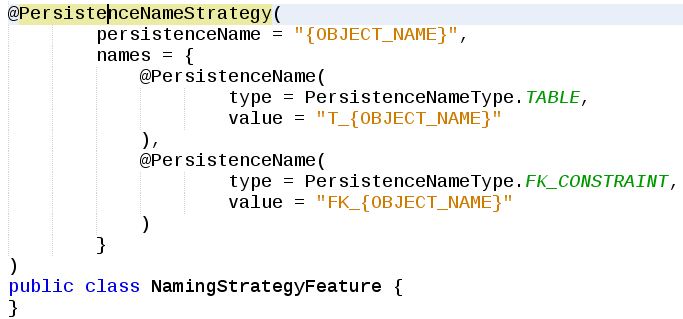 @PersistenceNameStrategy(
        persistenceName = "{OBJECT_NAME}",
        names = {
            @PersistenceName(
                    type = PersistenceNameType.TABLE,
                    value = "T_{OBJECT_NAME}"
            ),
            @PersistenceName(
                    type = PersistenceNameType.FK_CONSTRAINT,
                    value = "FK_{OBJECT_NAME}"
            )
        }
)
public class NamingStrategyFeature {
}